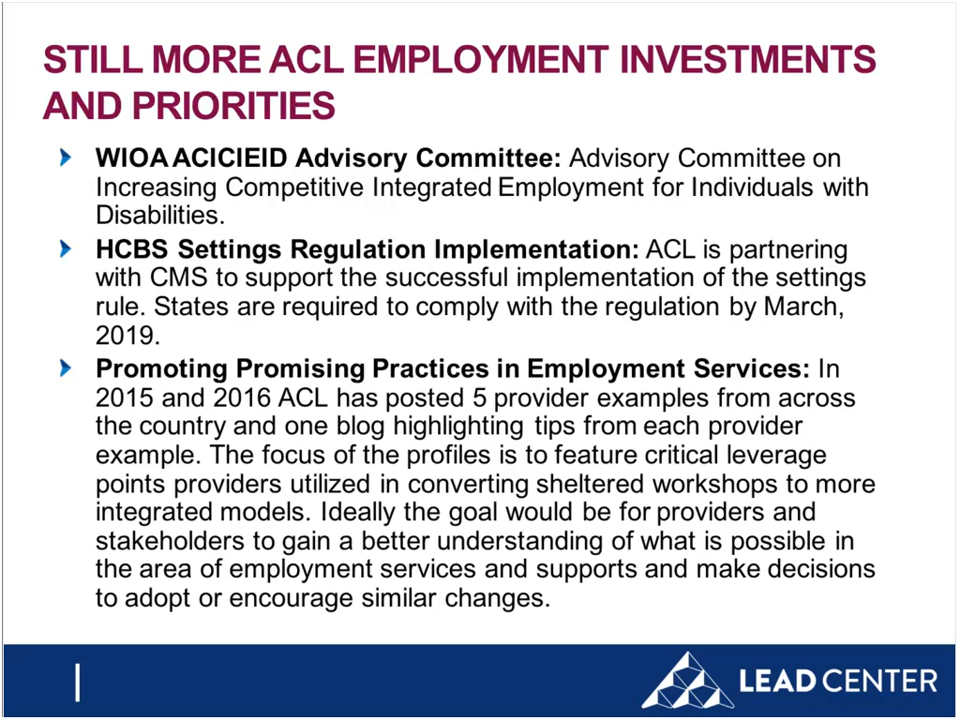 STILL MORE ACL EMPLOYMENT INVESTMENTS
AND PRIORITIES
WIOA ACICIEID Advisory Committee: Advisory Committee on
Increasing Competitive Integrated Employment for Individuals with
Disabilities.
HCBS Settings Regulation Implementation: ACL is partnering
with CMS to support the successful implementation of the settings
rule. States are required to comply with the regulation by March,
2019.
Promoting Promising Practices in Employment Services: In
2015 and 2016 ACL has posted 5 provider examples from across
the country and one blog highlighting tips from each provider
example. The focus of the profiles is to feature critical leverage
points providers utilized in converting sheltered workshops to more
integrated models. Ideally the goal would be for providers and
stakeholders to gain a better understanding of what is possible in
the area of employment services and supports and make decisions
to adopt or encourage similar changes.
LEAD CENTER